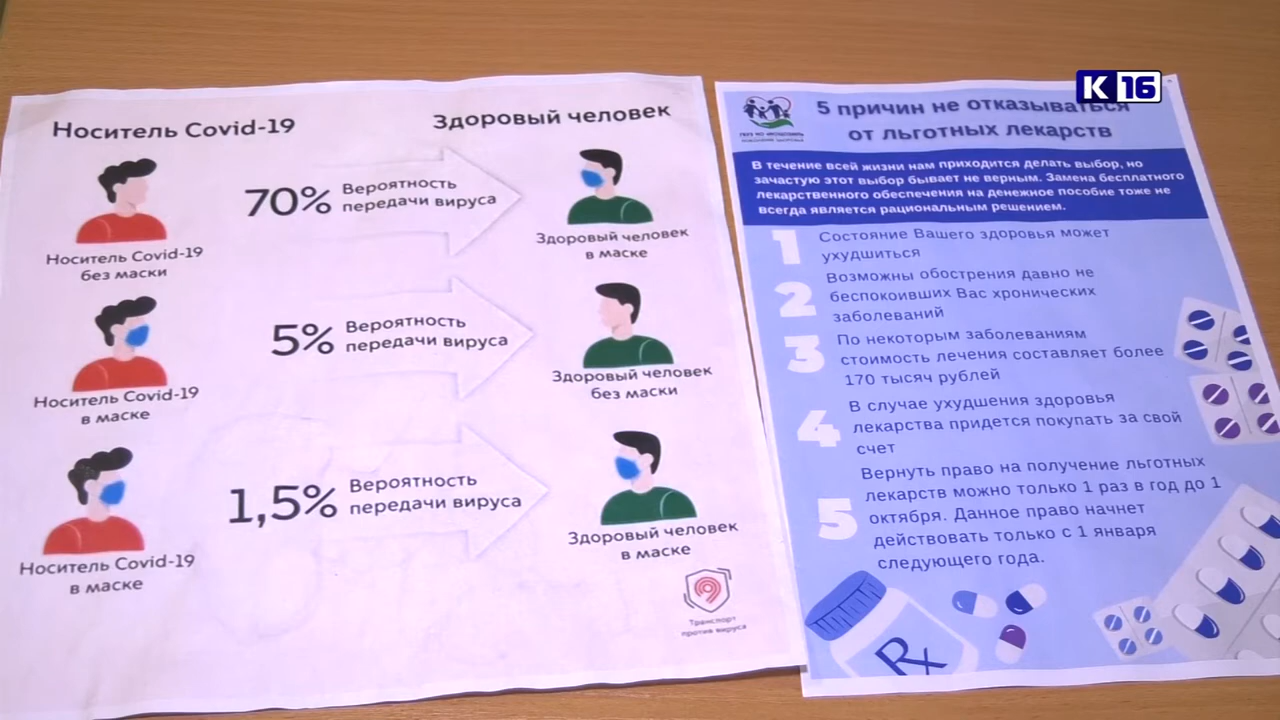 К 16
Носитель Covid-19
Здоровый человек
Носитель Covid-19
без маски
70% Вероятность
передачи вируса
Здоровый человек
в маске
Носитель Covid-19
в маске
5% Вероятность
передачи вируса
Здоровый человек
без маски
Носитель Covid-19
в маске
1,5% Вероятность
передачи вируса
Здоровый человек
в маске
Транспорт
против вируса
5 причин не отказываться
от льготных лекарств
В течение всей жизни нам приходится делать выбор, но
зачастую этот выбор бывает не верным. Замена бесплатного
лекарственного обеспечения на денежное пособие тоже не
всегда является рациональным решением.
1 Состояние Вашего здоровья может
ухудшиться
2 Возможны обострения давно не
беспокоивших Вас хронических
заболеваний
3 По некоторым заболеваниям
стоимость лечения составляет более
170 тысяч рублей
4 В случае ухудшения здоровья
лекарства придется покупать за свой
счет
5 Вернуть право на получение льготных
лекарств можно только 1 раз в год до 1
октября. Данное право начнет
действовать только с 1 января
следующего года.
Rx